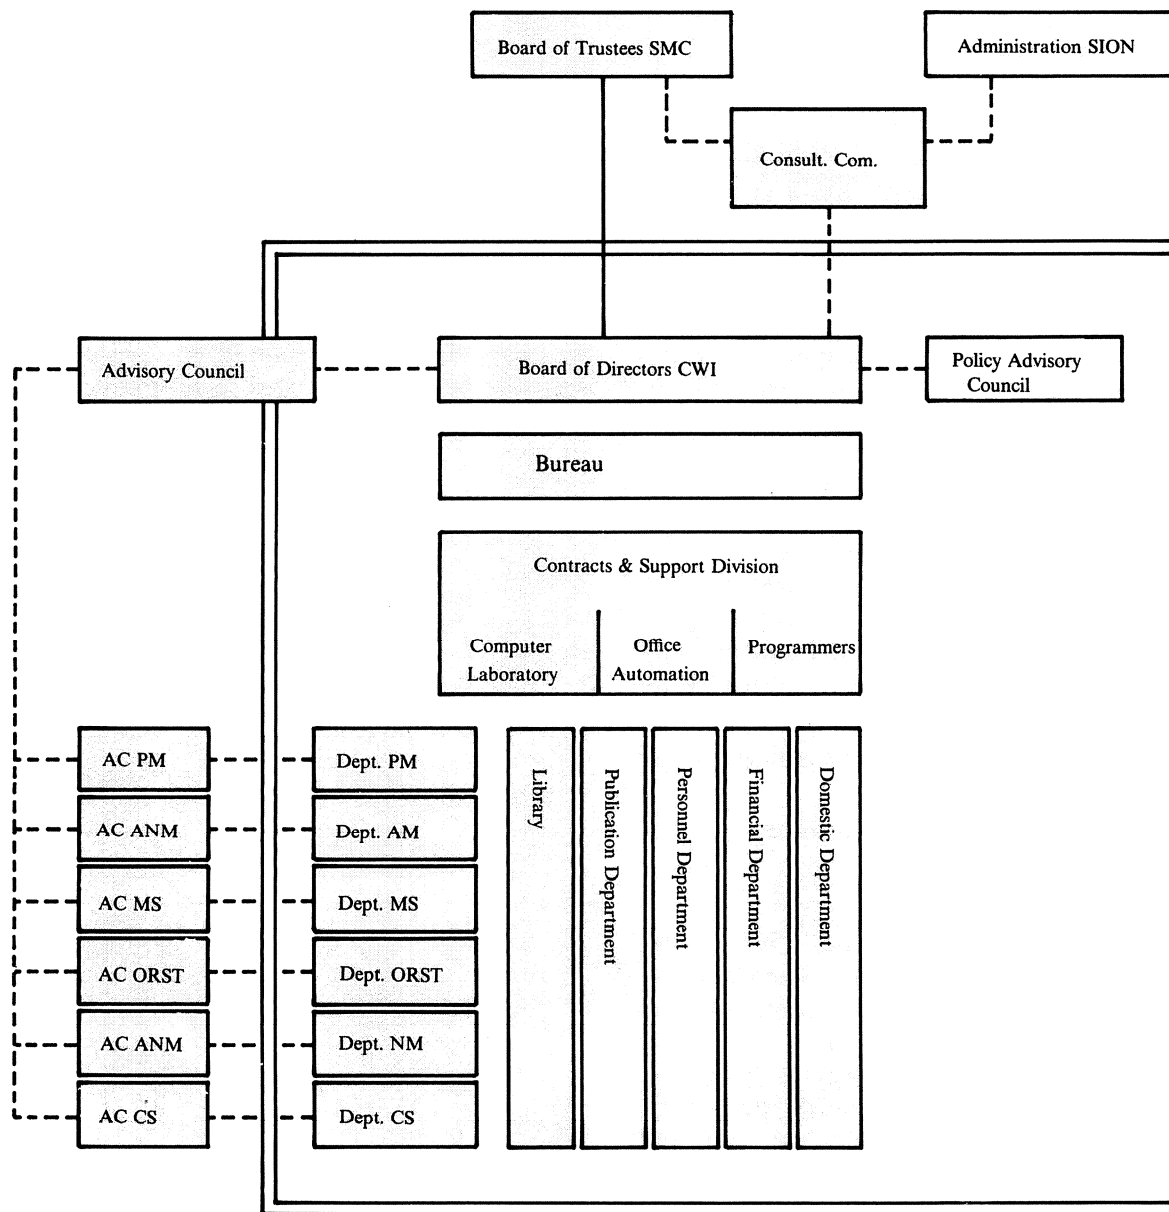 Board of Trustees SMC
Administration SION
Consult. Com.
Advisory Council
Board of Directors CWI
Policy Advisory
Council
Bureau
Contracts & Support Division
Computer
Laboratory
Office
Automation
Programmers
AC PM
Dept. PM
AC ANM
Dept. AM
AC MS
Dept. MS
AC ORST
Dept. ORST
AC ANM
Dept. NM
AC CS
Dept. CS
Library
Publication Department
Personnel Department
Financial Department
Domestic Department